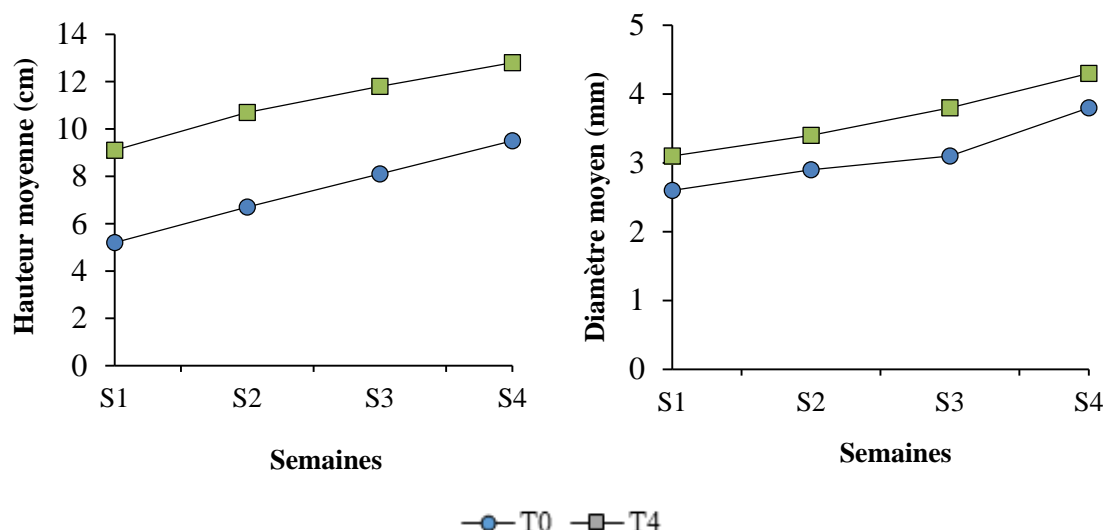 Hauteur moyenne (cm)
14
12
10
8
6
4
2
0
S1 S2 S3 S4
Semaines
Diamètre moyen (mm)
5
4
3
2
1
0
S1 S2 S3 S4
Semaines
T0 T4